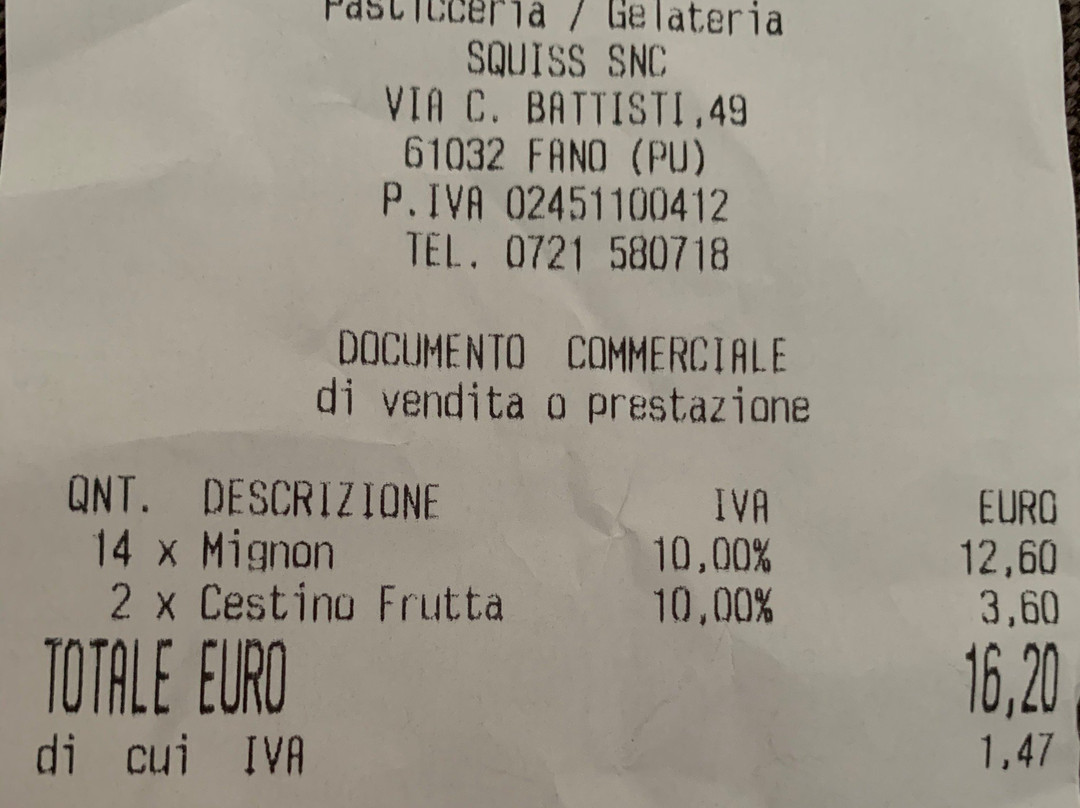 Pasticceria / Gelateria
SQUISS SNC
VIA C. BATTISTI,49
61032 FANO (PU)
P.IVA 02451100412
TEL. 0721 580718
DOCUMENTO COMMERCIALE
di vendita o prestazione
QNT. DESCRIZIONE IVA EURO
14 x Mignon 10,00% 12,60
2 x Cestino Frutta 10,00% 3,60
TOTALE EURO 16,20
di cui IVA 1,47